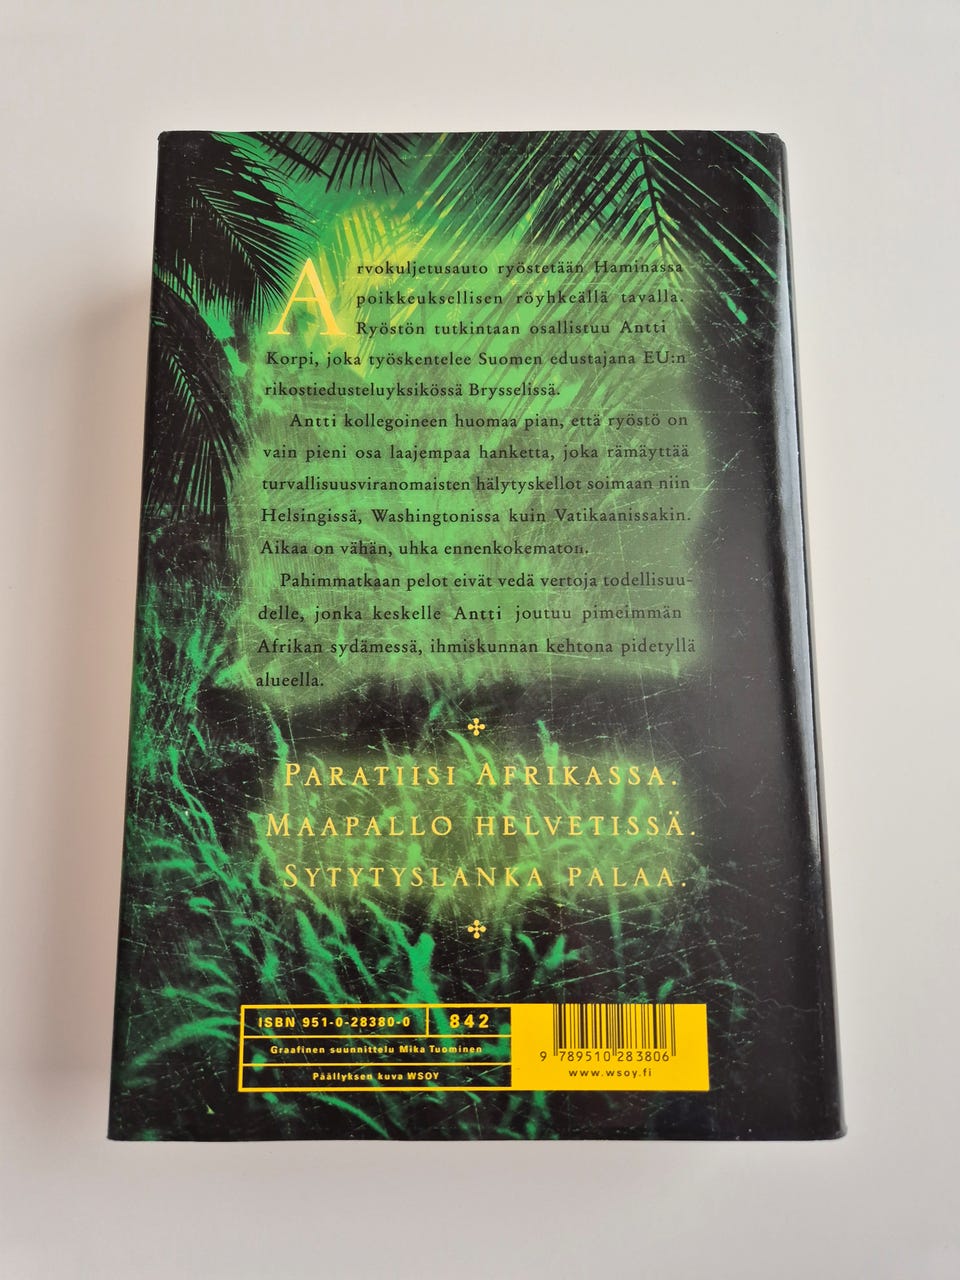 Arvokuljetusauto ryöstetään Haminassa
poikkeuksellisen röyhkeällä tavalla.
Ryöstön tutkintaan osallistuu Antti
Korpi, joka työskentelee Suomen edustajana EU:n
rikostiedusteluyksikössä Brysselissä.
Antti kollegoineen huomaa pian, että ryöstö on
vain pieni osa laajempaa hanketta, joka rämäyttää
turvallisuusviranomaisten hälytyskellot soimaan niin
Helsingissä, Washingtonissa kuin Vatikaanissakin.
Aikaa on vähän, uhka ennenkokematon.
Pahimmatkaan pelot eivät vedä vertoja todellisuu-
delle, jonka keskelle Antti joutuu pimeimmän
Afrikan sydämessä, ihmiskunnan kehtona pidetyllä
alueella.
PARATIISI AFRIKASSA.
MAAPALLO HELVETISSÄ.
SYTYTYSLANKA PALAA.
ISBN 951-0-28380-0 842
Graafinen suunnittelu Mika Tuominen
Päällyksen kuva WSOY
9 789510 283806
www.wsoy.fi